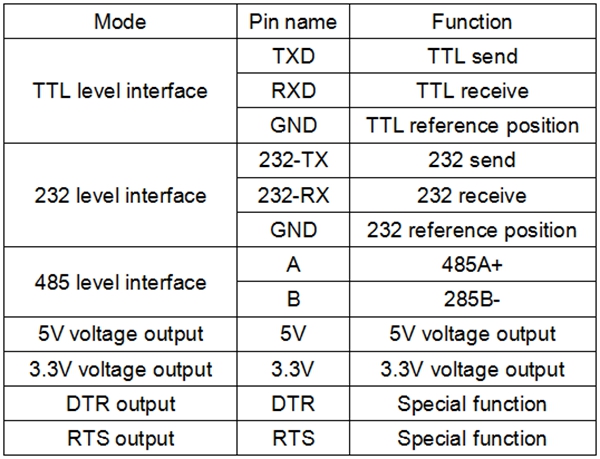 Mode Pin name Function
TXD TTL send
TTL level interface RXD TTL receive
GND TTL reference position
232-TX 232 send
232 level interface 232-RX 232 receive
GND 232 reference position
485 level interface A 485A+
B 285B-
5V voltage output 5V 5V voltage output
3.3V voltage output 3.3V 3.3V voltage output
DTR output DTR Special function
RTS output RTS Special function